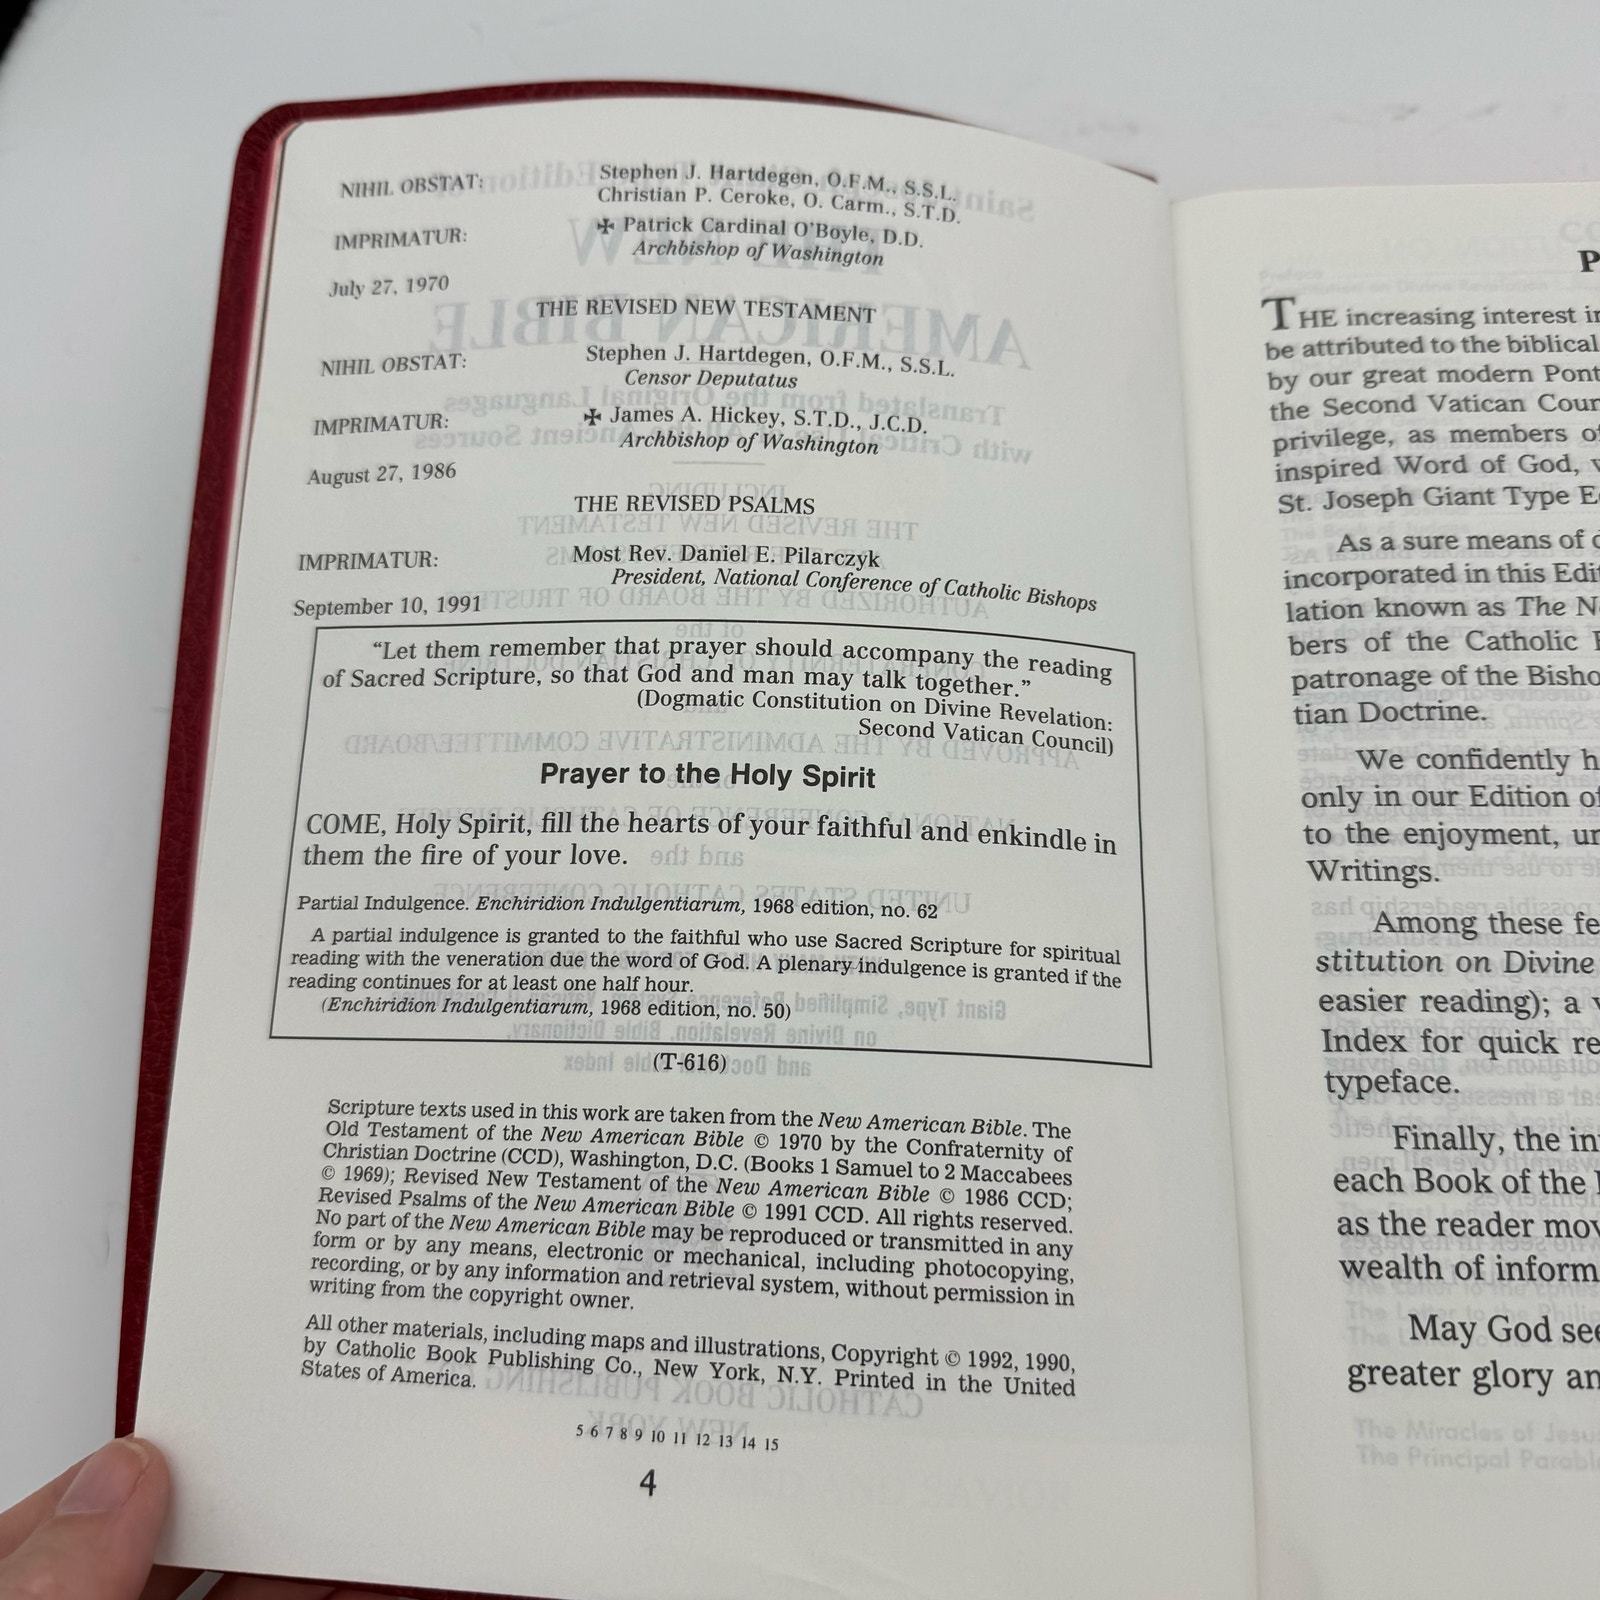 NIHIL OBSTAT: Stephen J. Hartdegen, O.F.M., S.S.L.
Christian P. Ceroke, O. Carm., S.T.D.
IMPRIMATUR: ✠ Patrick Cardinal O'Boyle, D.D.
Archbishop of Washington
July 27, 1970
THE REVISED NEW TESTAMENT
NIHIL OBSTAT: Stephen J. Hartdegen, O.F.M., S.S.L.
Censor Deputatus
IMPRIMATUR: ✠ James A. Hickey, S.T.D., J.C.D.
Archbishop of Washington
August 27, 1986
THE REVISED PSALMS
IMPRIMATUR: Most Rev. Daniel E. Pilarczyk
President, National Conference of Catholic Bishops
September 10, 1991
“Let them remember that prayer should accompany the reading
of Sacred Scripture, so that God and man may talk together.”
(Dogmatic Constitution on Divine Revelation:
Second Vatican Council)
Prayer to the Holy Spirit
COME, Holy Spirit, fill the hearts of your faithful and enkindle in
them the fire of your love.
Partial Indulgence. Enchiridion Indulgentiarum, 1968 edition, no. 62
A partial indulgence is granted to the faithful who use Sacred Scripture for spiritual
reading with the veneration due the word of God. A plenary indulgence is granted if the
reading continues for at least one half hour.
(Enchiridion Indulgentiarum, 1968 edition, no. 50)
(T-616)
Scripture texts used in this work are taken from the New American Bible. The
Old Testament of the New American Bible © 1970 by the Confraternity of
Christian Doctrine (CCD), Washington, D.C. (Books 1 Samuel to 2 Maccabees
© 1969); Revised New Testament of the New American Bible © 1986 CCD;
Revised Psalms of the New American Bible © 1991 CCD. All rights reserved.
No part of the New American Bible may be reproduced or transmitted in any
form or by any means, electronic or mechanical, including photocopying,
recording, or by any information and retrieval system, without permission in
writing from the copyright owner.
All other materials, including maps and illustrations, Copyright © 1992, 1990,
by Catholic Book Publishing Co., New York, N.Y. Printed in the United
States of America.
5 6 7 8 9 10 11 12 13 14 15
4
P
THE increasing interest in
be attributed to the biblical
by our great modern Pont
the Second Vatican Coun
privilege, as members of
inspired Word of God, w
St. Joseph Giant Type E
As a sure means of
incorporated in this Edi
lation known as The N
bers of the Catholic
patronage of the Bisho
tian Doctrine.
We confidently h
only in our Edition of
to the enjoyment, un
Writings.
Among these fe
stitution on Divine
easier reading); a
Index for quick re
typeface.
Finally, the in
each Book of the
as the reader mov
wealth of inform
May God see
greater glory an